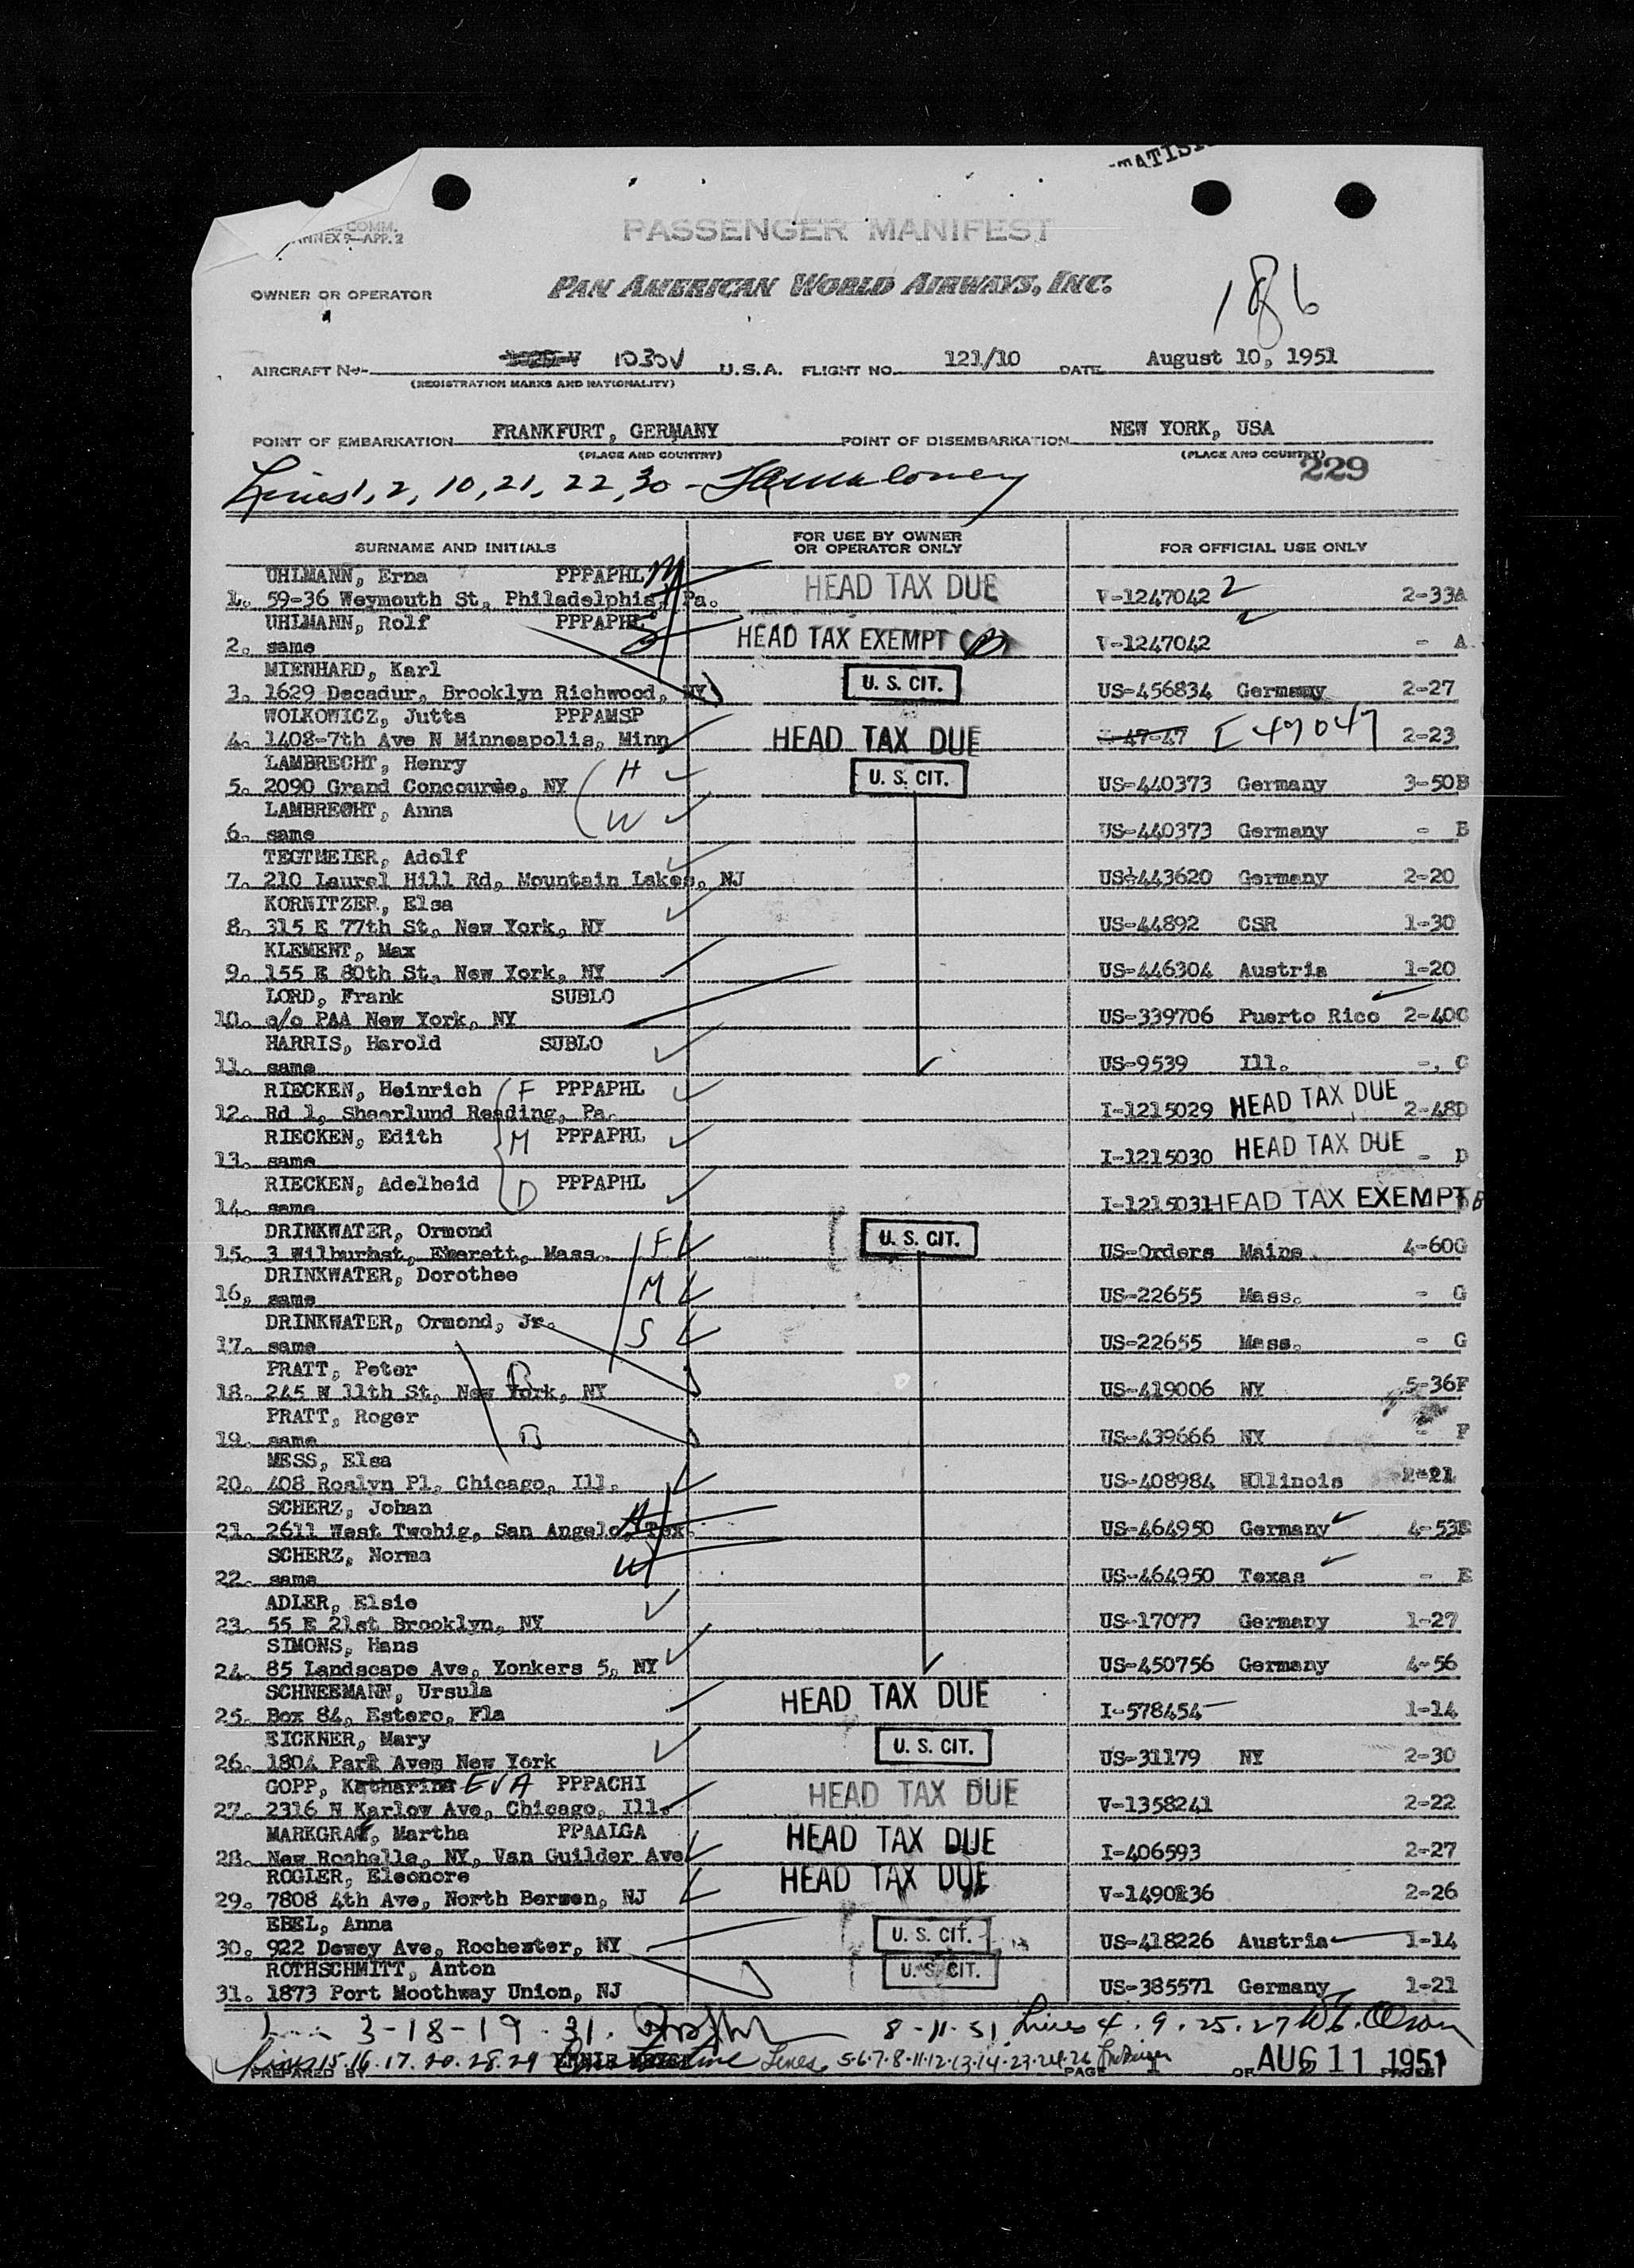 COMM.
ANNEX 9—APP. 2
PASSENGER MANIFEST
OWNER OR OPERATOR
PAN AMERICAN WORLD AIRWAYS, INC.
186
AIRCRAFT No. 1030V U.S.A. FLIGHT NO. 121/10 DATE August 10, 1951
(REGISTRATION MARKS AND NATIONALITY)
POINT OF EMBARKATION FRANKFURT, GERMANY POINT OF DISEMBARKATION NEW YORK, USA
(PLACE AND COUNTRY) (PLACE AND COUNTRY)
229
Lines 1, 2, 10, 21, 22, 30 -
SURNAME AND INITIALS FOR USE BY OWNER OR OPERATOR ONLY FOR OFFICIAL USE ONLY
UHLMANN, Erna PPPAPHL M
1. 59-36 Weymouth St, Philadelphia, Pa. HEAD TAX DUE V-1247042 2 2-33A
UHLMANN, Rolf PPPAPHL S
2. same HEAD TAX EXEMPT V-1247042 - A
MIENHARD, Karl
3. 1629 Decadur, Brooklyn Richwood, NY U. S. CIT. US-456834 Germany 2-27
WOLKOWICZ, Jutta PPPAMSP
4. 1408-7th Ave N Minneapolis, Minn HEAD TAX DUE I 47047 2-23
LAMBRECHT, Henry H
5. 2090 Grand Concourse, NY U. S. CIT. US-440373 Germany 3-50B
LAMBRECHT, Anna W
6. same US-440373 Germany - B
TEGTMEIER, Adolf
7. 210 Laurel Hill Rd, Mountain Lakes, NJ US-443620 Germany 2-20
KORNITZER, Elsa
8. 315 E 77th St, New York, NY US-44892 CSR 1-30
KLEMENT, Max
9. 155 E 80th St, New York, NY US-446304 Austria 1-20
LORD, Frank SUBLO
10. c/o PAA New York, NY US-339706 Puerto Rico 2-40C
HARRIS, Harold SUBLO
11. same US-9539 Ill. -, C
RIECKEN, Heinrich F PPPAPHL
12. Rd 1, Sheerlund Reading, Pa. I-1215029 HEAD TAX DUE 2-48D
RIECKEN, Edith M PPPAPHL
13. same I-1215030 HEAD TAX DUE - D
RIECKEN, Adelheid D PPPAPHL
14. same I-1215031 HEAD TAX EXEMPT
DRINKWATER, Ormond F
15. 3 Wilburhst, Everett, Mass. U. S. CIT. US-Orders Maine 4-60G
DRINKWATER, Dorothee M
16, same US-22655 Mass. - G
DRINKWATER, Ormond, Jr. S
17. same US-22655 Mass. - G
PRATT, Peter B
18. 245 W 11th St, New York, NY US-419006 NY 5-36F
PRATT, Roger B
19. same US-439666 NY - F
MESS, Elsa
20. 408 Roslyn Pl, Chicago, Ill. US-408984 Illinois 2-21
SCHERZ, Johan H
21. 2611 West Twohig, San Angelo, Tex. US-464950 Germany 4-53E
SCHERZ, Norma W
22. same US-464950 Texas - E
ADLER, Elsie
23. 55 E 21st Brooklyn, NY US-17077 Germany 1-27
SIMONS, Hans
24. 85 Landscape Ave, Yonkers 5, NY US-450756 Germany 4-56
SCHNEEMANN, Ursula
25. Box 84, Estero, Fla HEAD TAX DUE I-578454 1-14
EICKNER, Mary
26. 1804 Park Avem New York U. S. CIT. US-31179 NY 2-30
GOPP, Katharina EVA PPPACHI
27. 2316 N Karlov Ave, Chicago, Ill. HEAD TAX DUE V-1358241 2-22
MARKGRAF, Martha PPAALGA
28. New Rochelle, NY, Van Guilder Ave HEAD TAX DUE I-406593 2-27
ROGLER, Eleonore
29. 7808 4th Ave, North Bergen, NJ HEAD TAX DUE V-1490136 2-26
EBEL, Anna
30. 922 Dewey Ave, Rochester, NY U. S. CIT. US-418226 Austria 1-14
ROTHSCHMITT, Anton
31. 1873 Port Moothway Union, NJ U. S. CIT. US-385571 Germany 1-21
3-18-19-31. 8-11-51 Lines 4.9.25.27 Olson
Lines 15.16.17.20.28.29 Lines 5.6.7.8.11.12.13.14.23.24.26
PREPARED BY PAGE 1 OF AUG 11 1951